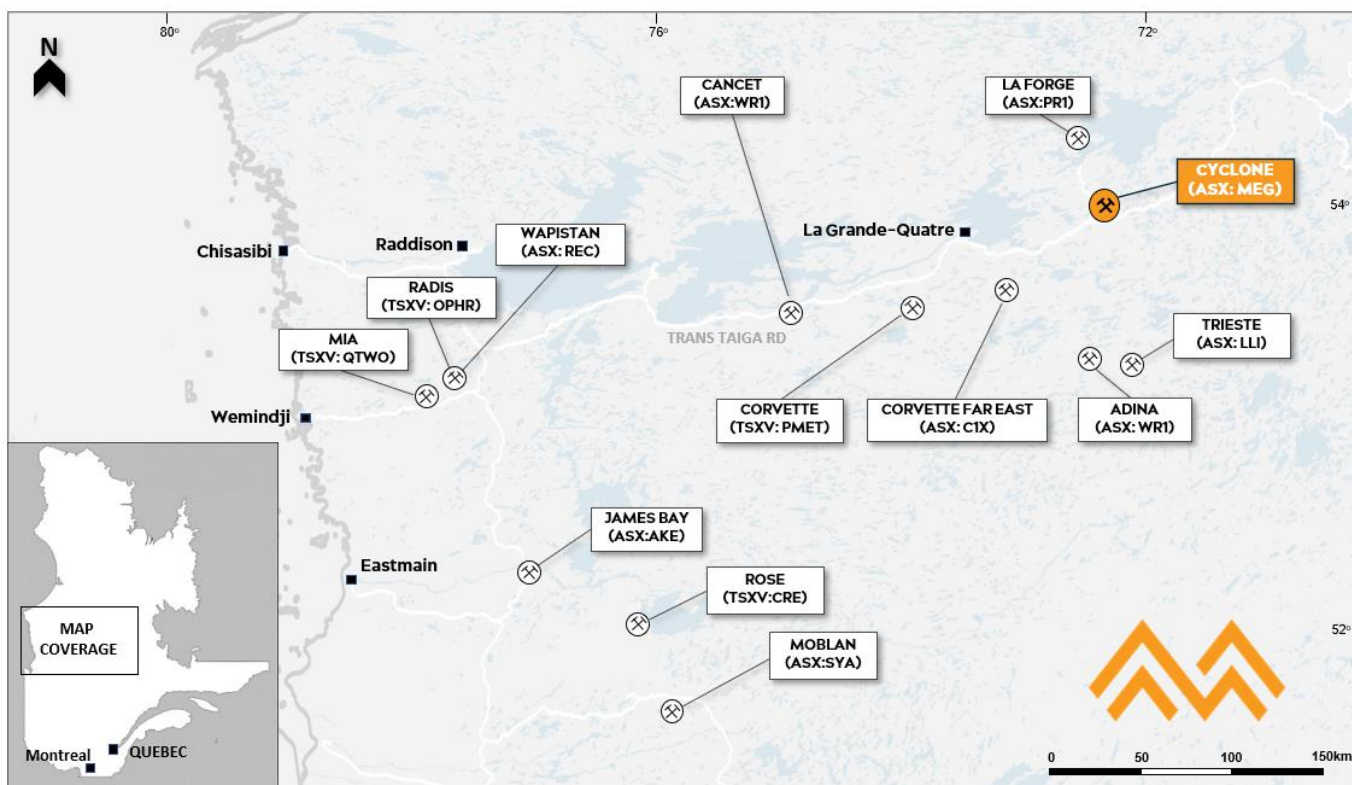 80°
76°
72°
N
CANCET
(ASX:WR1)
LA FORGE
(ASX:PR1)
CYCLONE
(ASX: MEG)
54°
La Grande-Quatre
WAPISTAN
(ASX: REC)
Raddison
Chisasibi
RADIS
(TSXV: OPHR)
MIA
(TSXV: QTWO)
TRANS TAIGA RD
TRIESTE
(ASX: LLI)
Wemindji
CORVETTE
(TSXV: PMET)
CORVETTE FAR EAST
(ASX: C1X)
ADINA
(ASX: WR1)
JAMES BAY
(ASX:AKE)
Eastmain
ROSE
(TSXV:CRE)
MOBLAN
(ASX:SYA)
52°
MAP
COVERAGE
Montreal
QUEBEC
0 50 100 150km